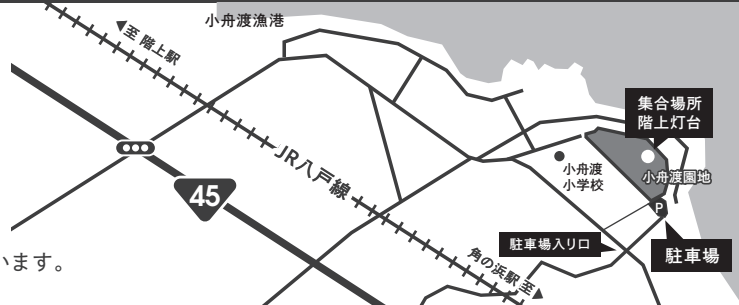 小舟渡漁港
至 階上駅
集合場所
階上灯台
JR八戸線
小舟渡
小学校
小舟渡園地
45
P
駐車場入り口
駐車場
角の浜駅 至
います。